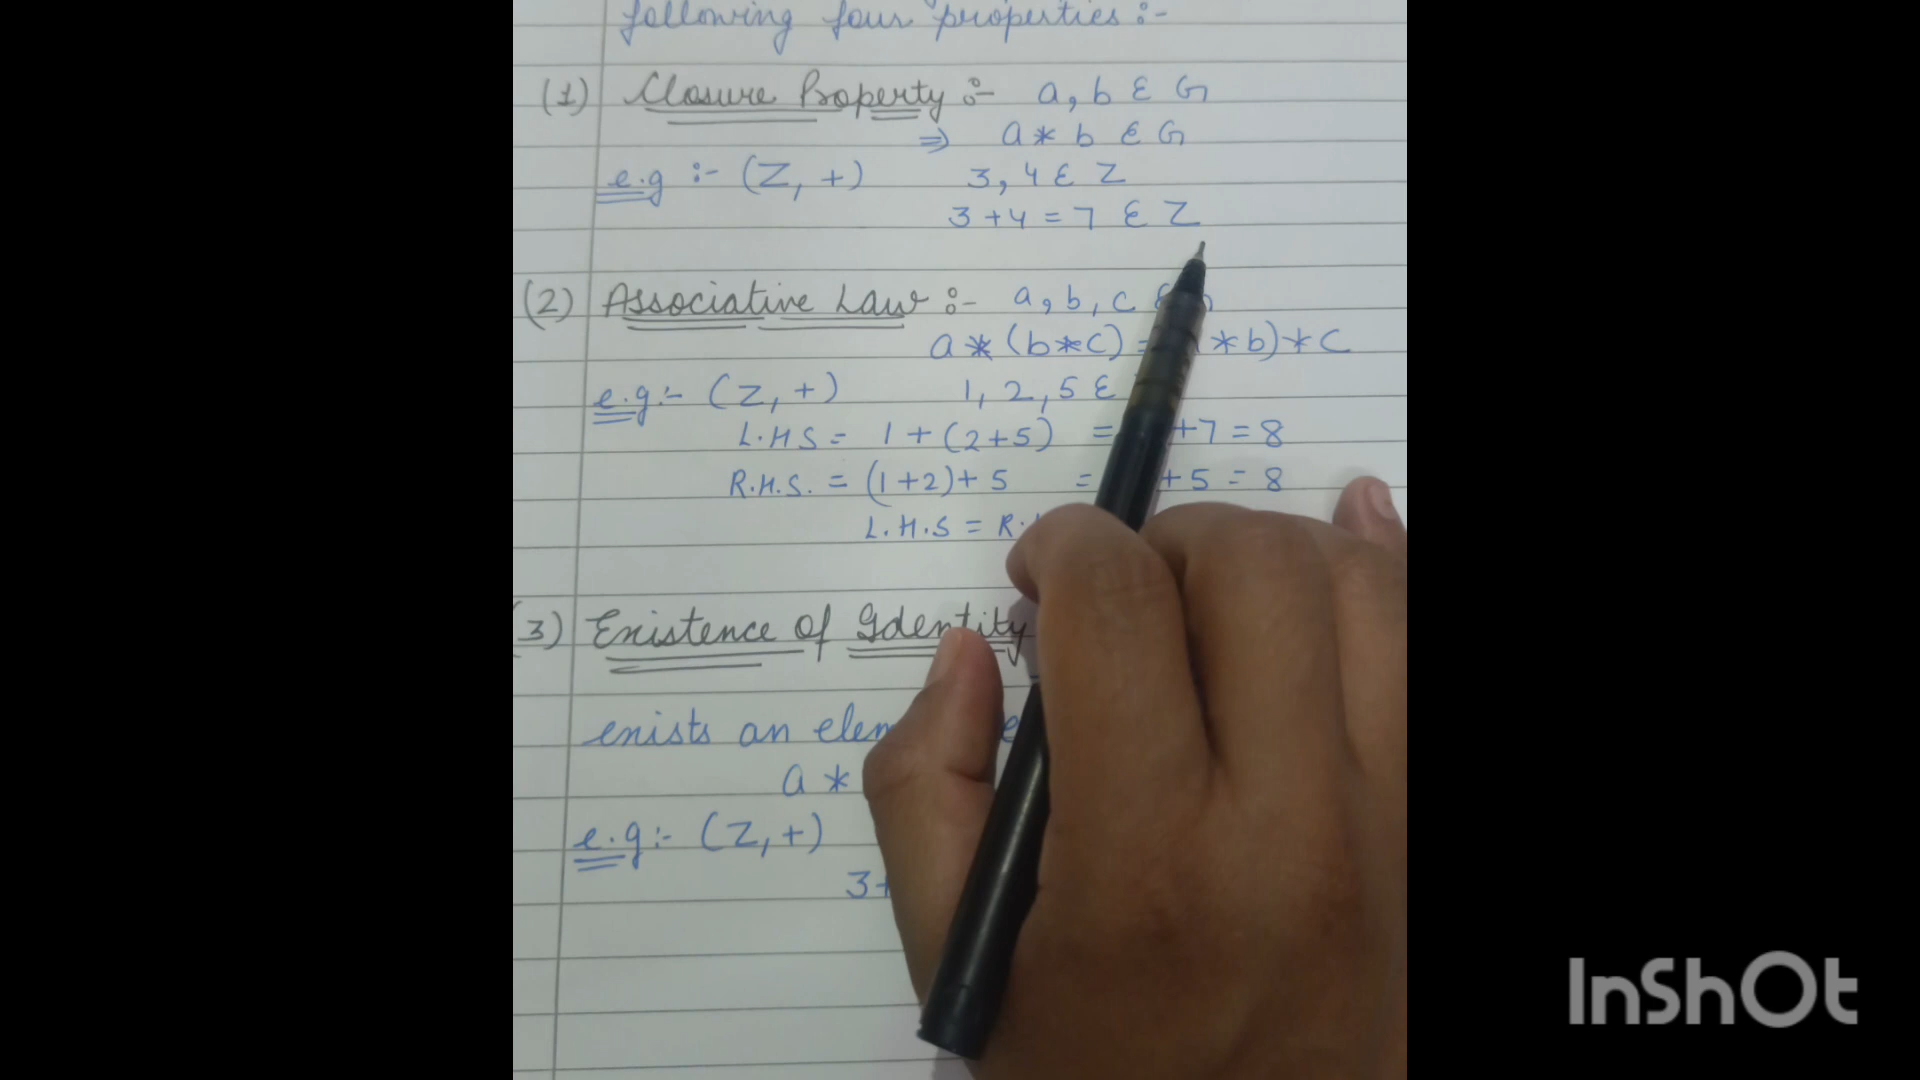 following four properties :-
(1) Closure Property :- a, b ∈ G
⇒ a * b ∈ G
e.g :- (Z, +) 3, 4 ∈ Z
3 + 4 = 7 ∈ Z
(2) Associative Law :- a, b, c
a * (b * c) = * b) * c
e.g :- (Z, +) 1, 2, 5 ∈
L.H.S = 1 + (2 + 5) = + 7 = 8
R.H.S. = (1 + 2) + 5 = + 5 = 8
L.H.S = R.
(3) Existence of Identity
exists an
a *
e.g :- (Z, +)
3 +
InShOt